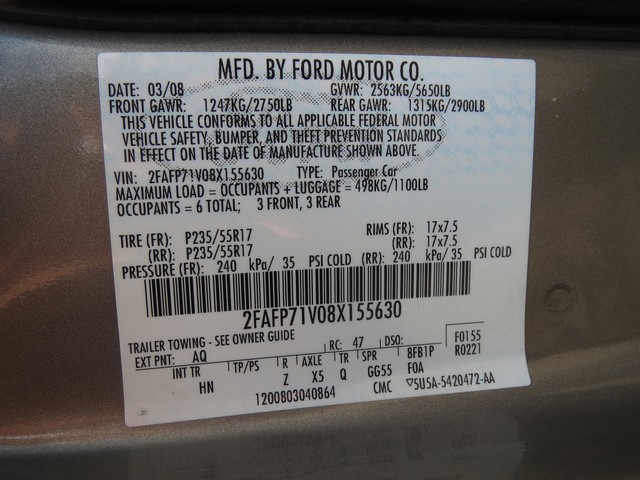 MFD. BY FORD MOTOR CO.
DATE: 03/08 GVWR: 2563KG/5650LB
FRONT GAWR: 1247KG/2750LB REAR GAWR: 1315KG/2900LB
THIS VEHICLE CONFORMS TO ALL APPLICABLE FEDERAL MOTOR
VEHICLE SAFETY, BUMPER, AND THEFT PREVENTION STANDARDS
IN EFFECT ON THE DATE OF MANUFACTURE SHOWN ABOVE.
VIN: 2FAFP71V08X155630 TYPE: Passenger Car
MAXIMUM LOAD = OCCUPANTS + LUGGAGE = 498KG/1100LB
OCCUPANTS = 6 TOTAL; 3 FRONT, 3 REAR
TIRE (FR): P235/55R17 RIMS (FR): 17x7.5
(RR): P235/55R17 (RR): 17x7.5
PRESSURE (FR): 240 kPa/ 35 PSI COLD (RR): 240 kPa/ 35 PSI COLD
2FAFP71V08X155630
TRAILER TOWING - SEE OWNER GUIDE
EXT PNT: AQ RC: 47 DSO: F0155
INT TR TP/PS R AXLE TR SPR 8FB1P R0221
HN Z X5 Q GG55 F0A
1200803040864 CMC ▽5U5A-5420472-AA